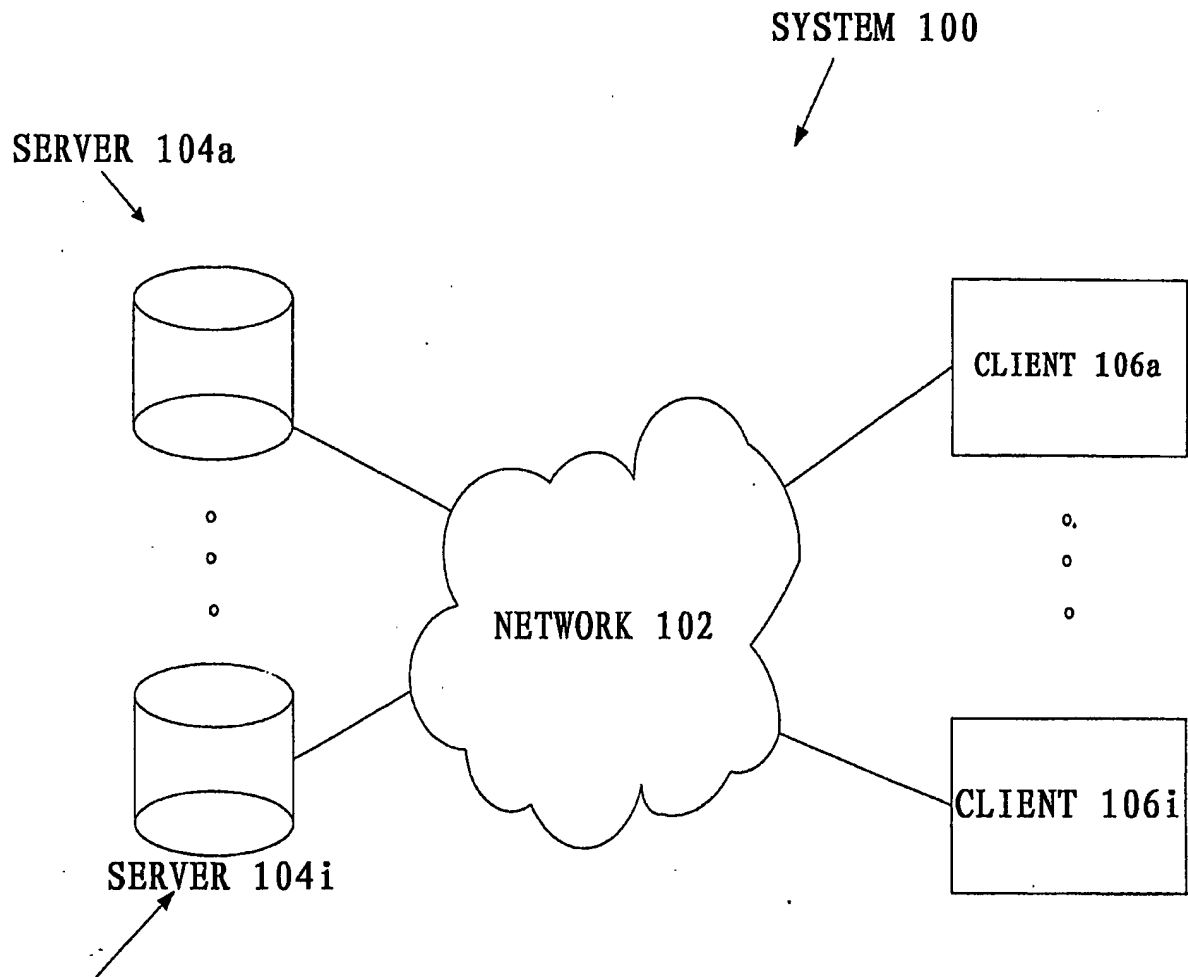 SYSTEM 100
SERVER 104a
CLIENT 106a
NETWORK 102
CLIENT 106i
SERVER 104i